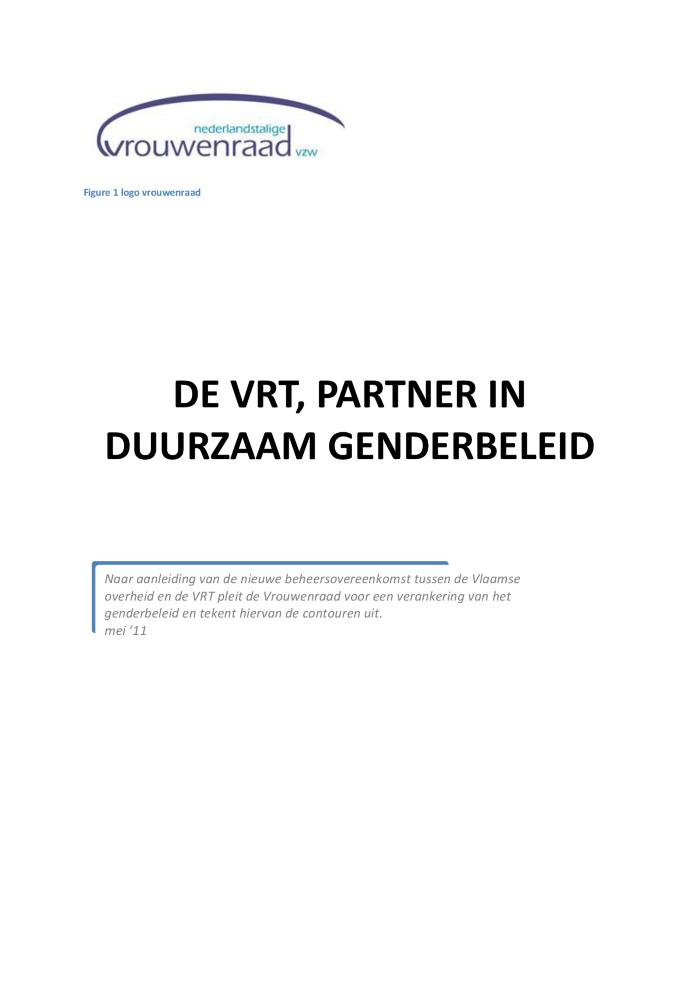 nederlandstalige
vrouwenraad vzw
Figure 1 logo vrouwenraad
DE VRT, PARTNER IN
DUURZAAM GENDERBELEID
Naar aanleiding van de nieuwe beheersovereenkomst tussen de Vlaamse
overheid en de VRT pleit de Vrouwenraad voor een verankering van het
genderbeleid en tekent hiervan de contouren uit.
mei ’11